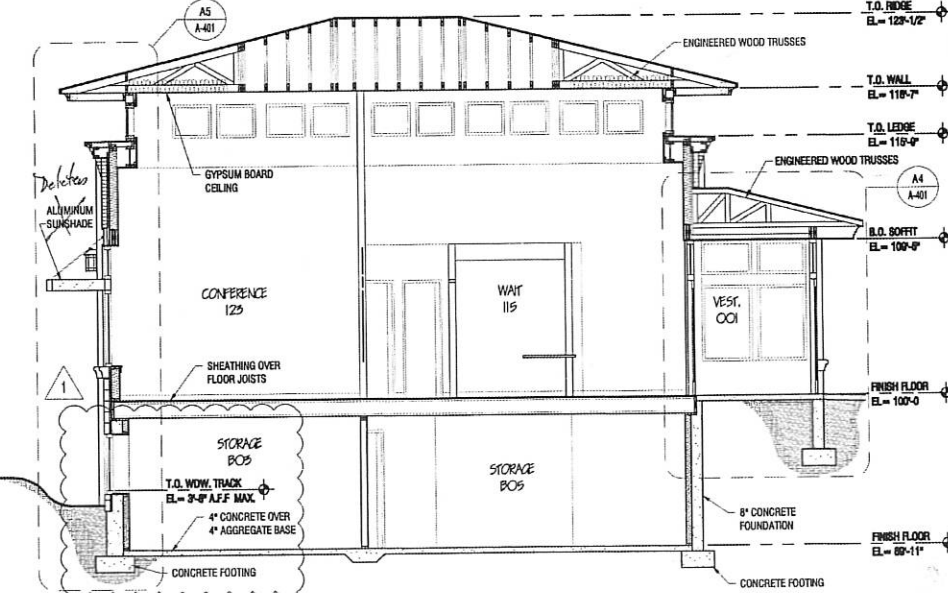 A5
A-401
T.O. RIDGE
EL= 123'-1/2"
ENGINEERED WOOD TRUSSES
T.O. WALL
EL= 118'-7"
T.O. LEDGE
EL= 115'-9"
GYPSUM BOARD
CEILING
ENGINEERED WOOD TRUSSES
A4
A-401
Deleted
ALUMINUM
SUNSHADE
B.O. SOFFIT
EL= 109'-6"
CONFERENCE
123
WAIT
115
VEST.
001
SHEATHING OVER
FLOOR JOISTS
1
FINISH FLOOR
EL= 100'-0
STORAGE
B03
STORAGE
B05
T.O. WDW. TRACK
EL= 3'-8" A.F.F MAX.
4" CONCRETE OVER
4" AGGREGATE BASE
8" CONCRETE
FOUNDATION
FINISH FLOOR
EL= 89'-11"
CONCRETE FOOTING
CONCRETE FOOTING